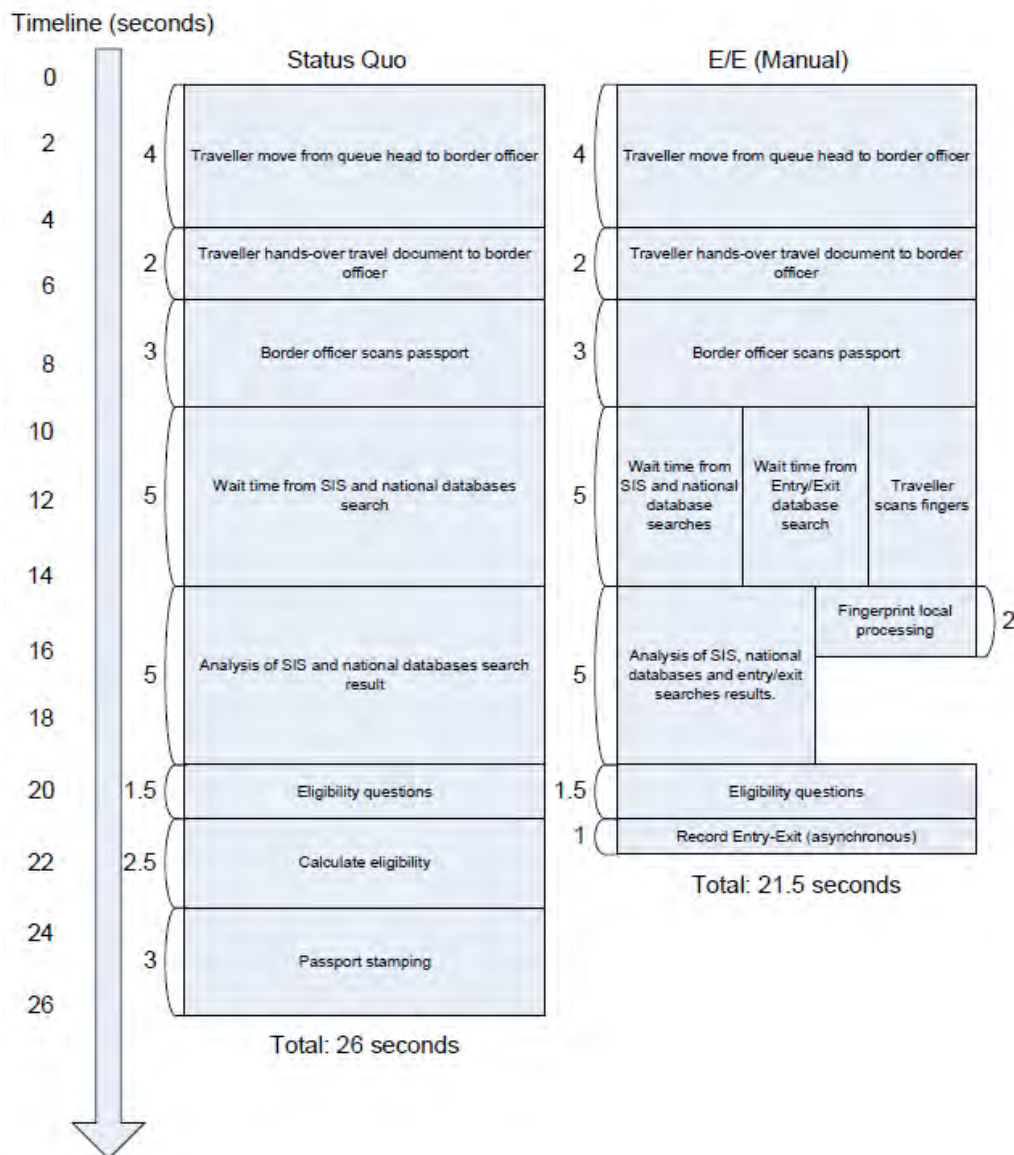 Timeline (seconds)
Status Quo
E/E (Manual)
0
2
4
6
8
10
12
14
16
18
20
22
24
26
4
Traveller move from queue head to border officer
2
Traveller hands-over travel document to border
officer
3
Border officer scans passport
5
Wait time from SIS and national databases
search
5
Analysis of SIS and national databases search
result
1.5
Eligibility questions
2.5
Calculate eligibility
3
Passport stamping
Total: 26 seconds
4
Traveller move from queue head to border officer
2
Traveller hands-over travel document to border
officer
3
Border officer scans passport
5
Wait time from
SIS and national
database
searches
Wait time from
Entry/Exit
database
search
Traveller
scans fingers
5
Analysis of SIS, national
databases and entry/exit
searches results.
Fingerprint local
processing
2
1.5
Eligibility questions
1
Record Entry-Exit (asynchronous)
Total: 21.5 seconds